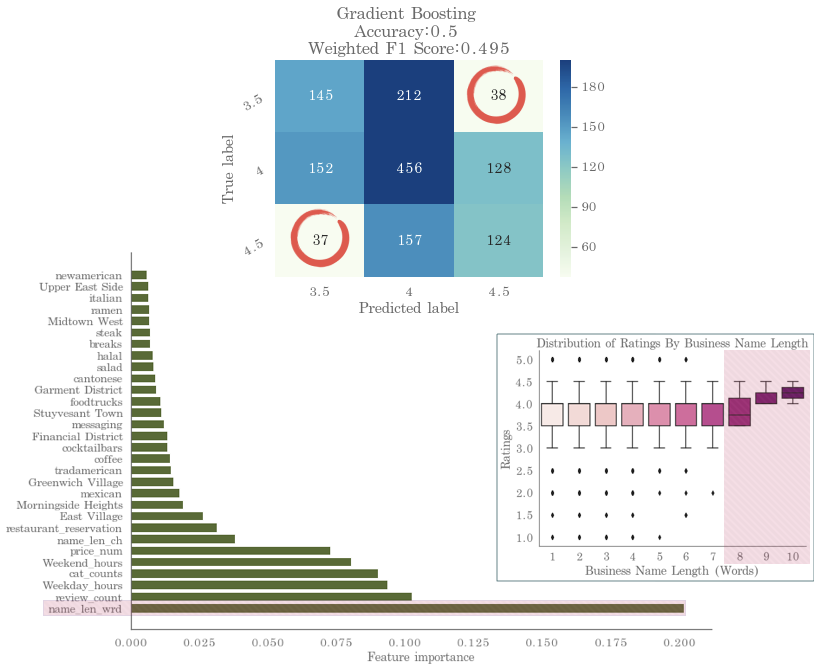 Gradient Boosting
Accuracy:0.5
Weighted F1 Score:0.495
True label
3.5
4
4.5
145 212 38
152 456 128
37 157 124
3.5 4 4.5
Predicted label
180
150
120
90
60
newamerican
Upper East Side
italian
ramen
Midtown West
steak
breaks
halal
salad
cantonese
Garment District
foodtrucks
Stuyvesant Town
messaging
Financial District
cocktailbars
coffee
tradamerican
Greenwich Village
mexican
Morningside Heights
East Village
restaurant_reservation
name_len_ch
price_num
Weekend_hours
cat_counts
Weekday_hours
review_count
name_len_wrd
0.000 0.025 0.050 0.075 0.100 0.125 0.150 0.175 0.200
Feature importance
Distribution of Ratings By Business Name Length
Ratings
5.0
4.5
4.0
3.5
3.0
2.5
2.0
1.5
1.0
1 2 3 4 5 6 7 8 9 10
Business Name Length (Words)